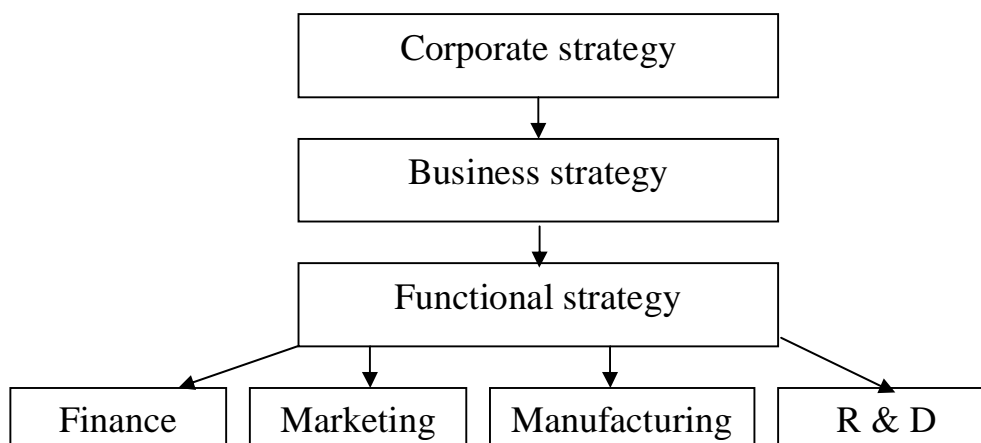 Corporate strategy
Business strategy
Functional strategy
Finance
Marketing
Manufacturing
R & D